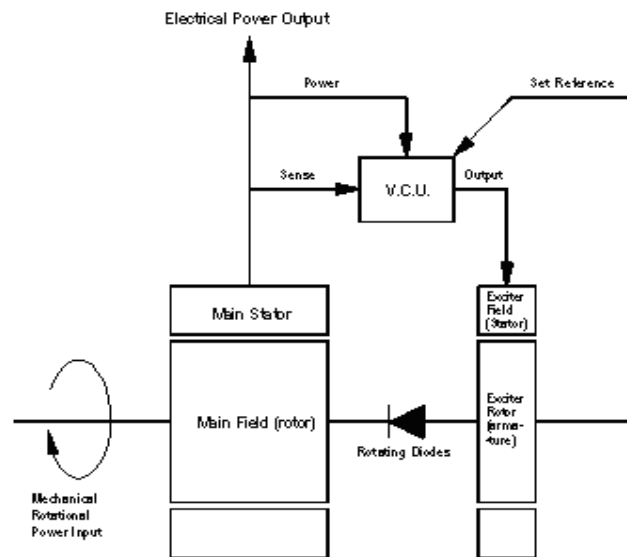 Electrical Power Output
Power
Set Reference
Sense
V.C.U.
Output
Main Stator
Exciter
Field
(Stator)
Main Field (rotor)
Exciter
Rotor
(arma-
ture)
Rotating Diodes
Mechanical
Rotational
Power Input